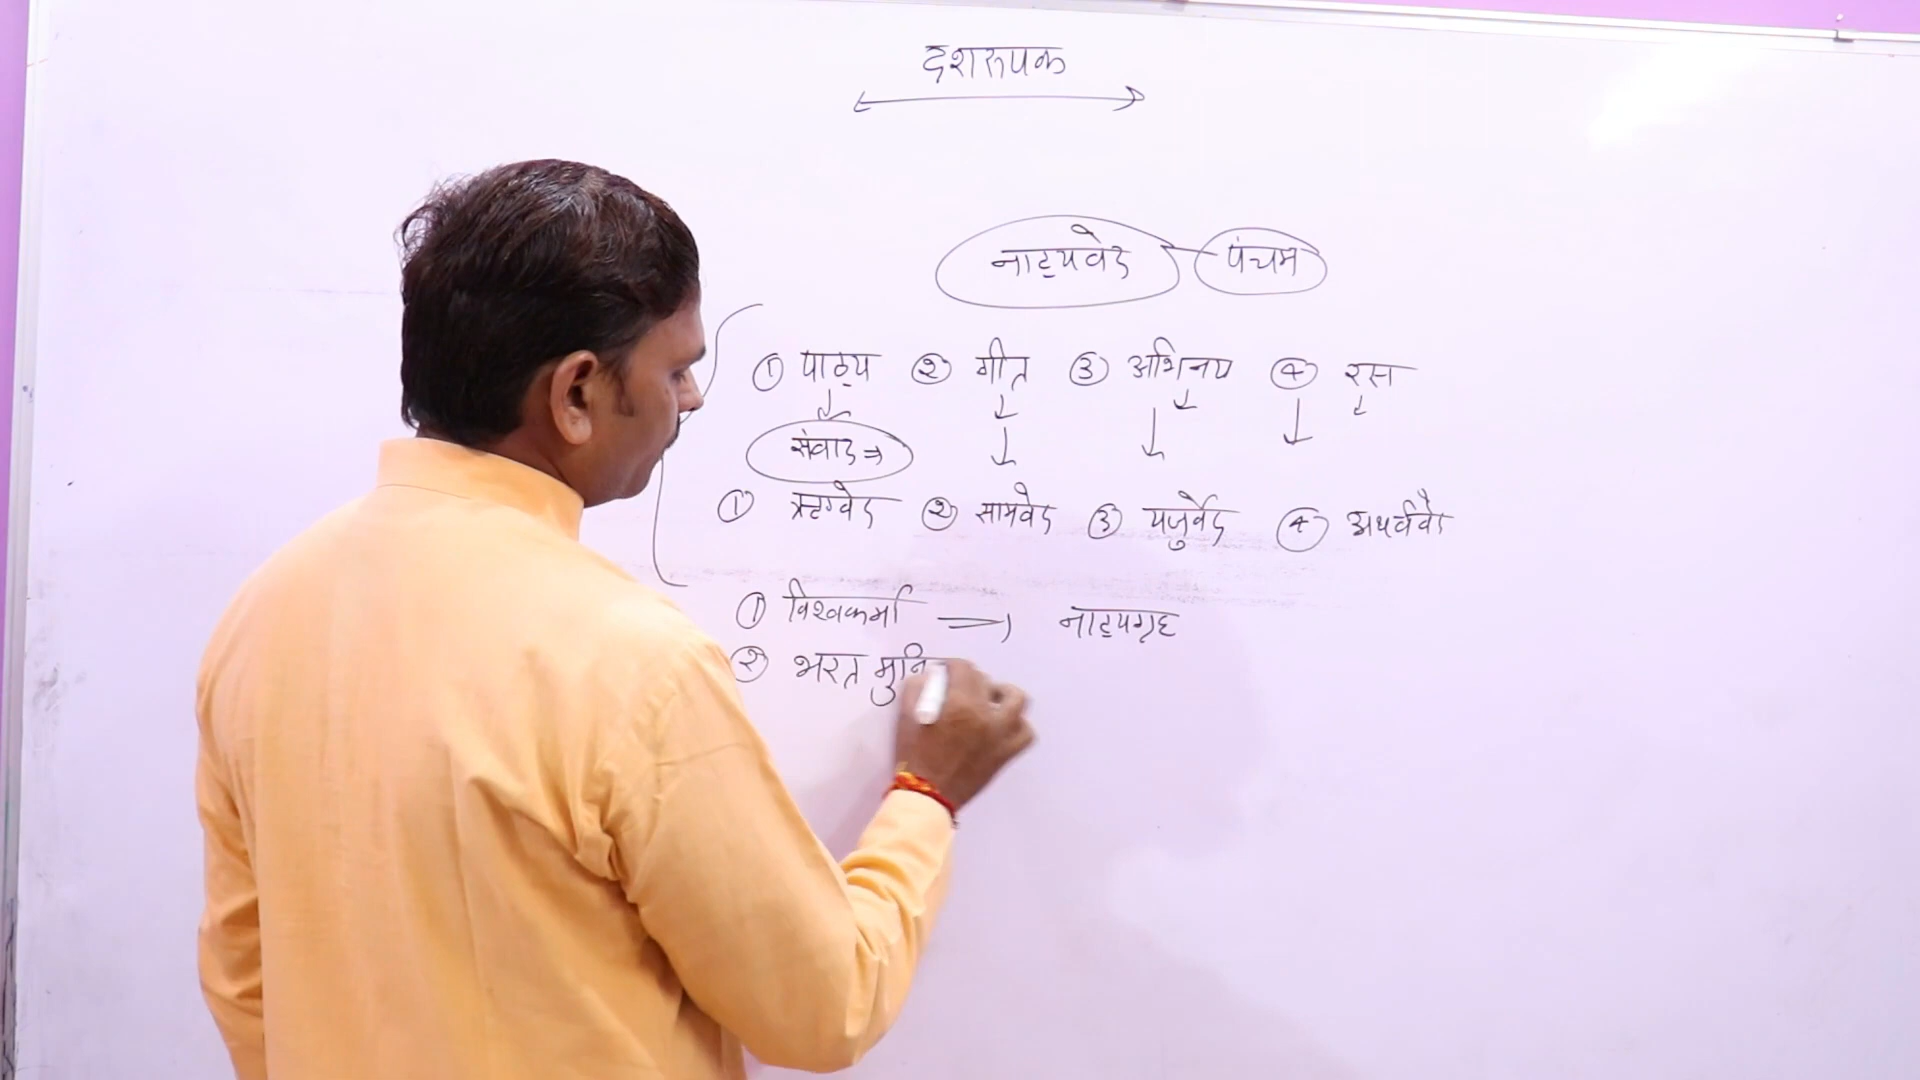 दशरूपक
नाट्यवेद - पंचम
① पाठ्य ② गीत ③ अभिनय ④ रस
संवाद ⇒
① ऋग्वेद ② सामवेद ③ यजुर्वेद ④ अथर्ववे
① विश्वकर्मा ⇒ नाट्यगृह
② भरत मुनि